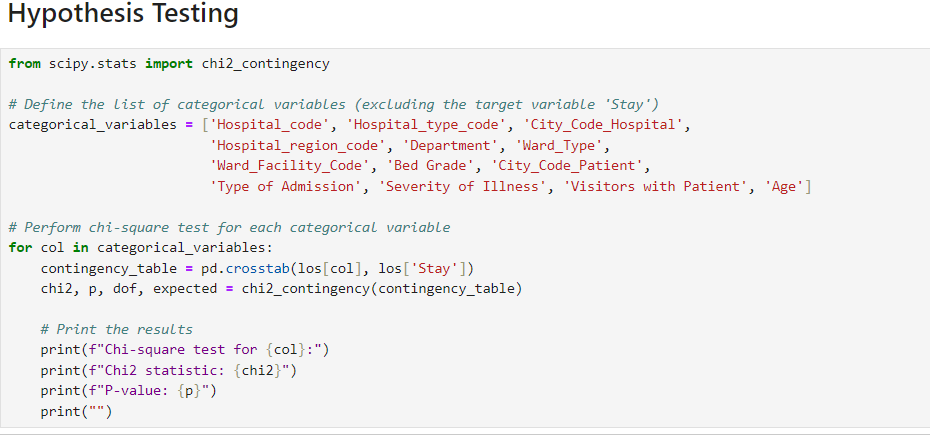 Hypothesis Testing
from scipy.stats import chi2_contingency
# Define the list of categorical variables (excluding the target variable 'Stay')
categorical_variables = ['Hospital_code', 'Hospital_type_code', 'City_Code_Hospital',
'Hospital_region_code', 'Department', 'Ward_Type',
'Ward_Facility_Code', 'Bed Grade', 'City_Code_Patient',
'Type of Admission', 'Severity of Illness', 'Visitors with Patient', 'Age']
# Perform chi-square test for each categorical variable
for col in categorical_variables:
contingency_table = pd.crosstab(los[col], los['Stay'])
chi2, p, dof, expected = chi2_contingency(contingency_table)
# Print the results
print(f"Chi-square test for {col}:")
print(f"Chi2 statistic: {chi2}")
print(f"P-value: {p}")
print("")